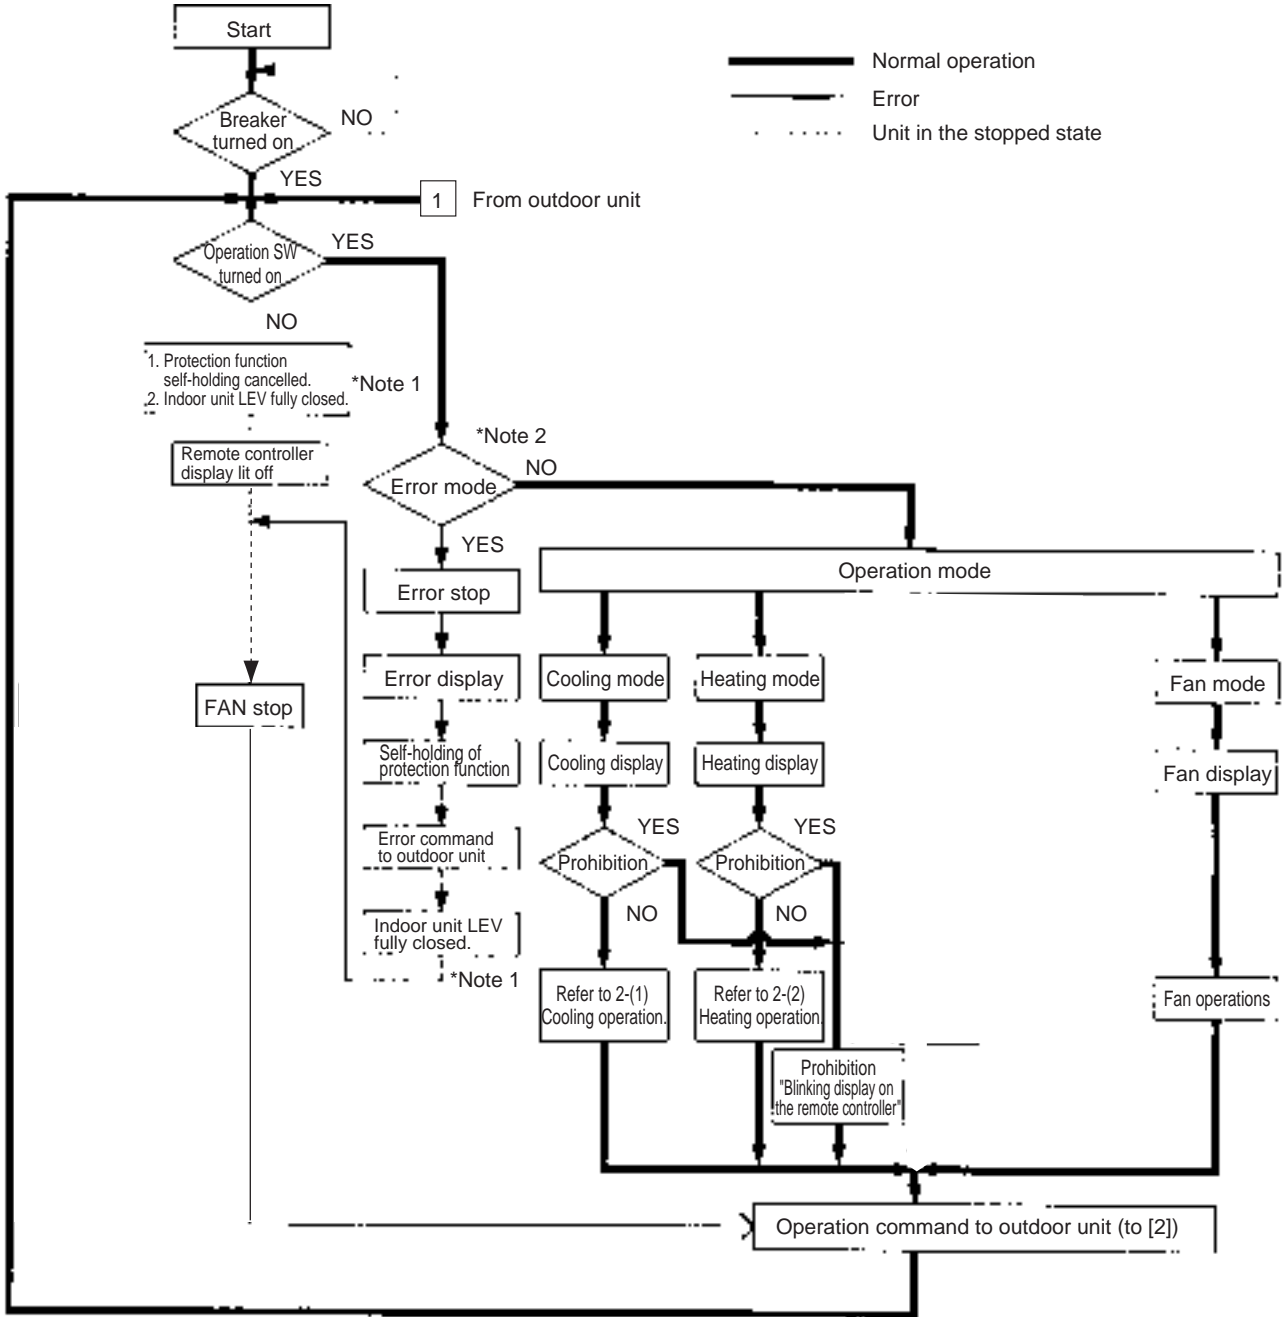 Start
Normal operation
Error
Unit in the stopped state
Breaker
turned on
NO
YES
1
From outdoor unit
Operation SW
turned on
YES
NO
1. Protection function
self-holding cancelled.
2. Indoor unit LEV fully closed.
*Note 1
Remote controller
display lit off
*Note 2
Error mode
NO
YES
Operation mode
Error stop
Error display
Cooling mode
Heating mode
Fan mode
FAN stop
Self-holding of
protection function
Cooling display
Heating display
Fan display
Error command
to outdoor unit
YES
YES
Prohibition
Prohibition
NO
NO
Indoor unit LEV
fully closed.
*Note 1
Refer to 2-(1)
Cooling operation.
Refer to 2-(2)
Heating operation.
Fan operations
Prohibition
"Blinking display on
the remote controller"
Operation command to outdoor unit (to [2])